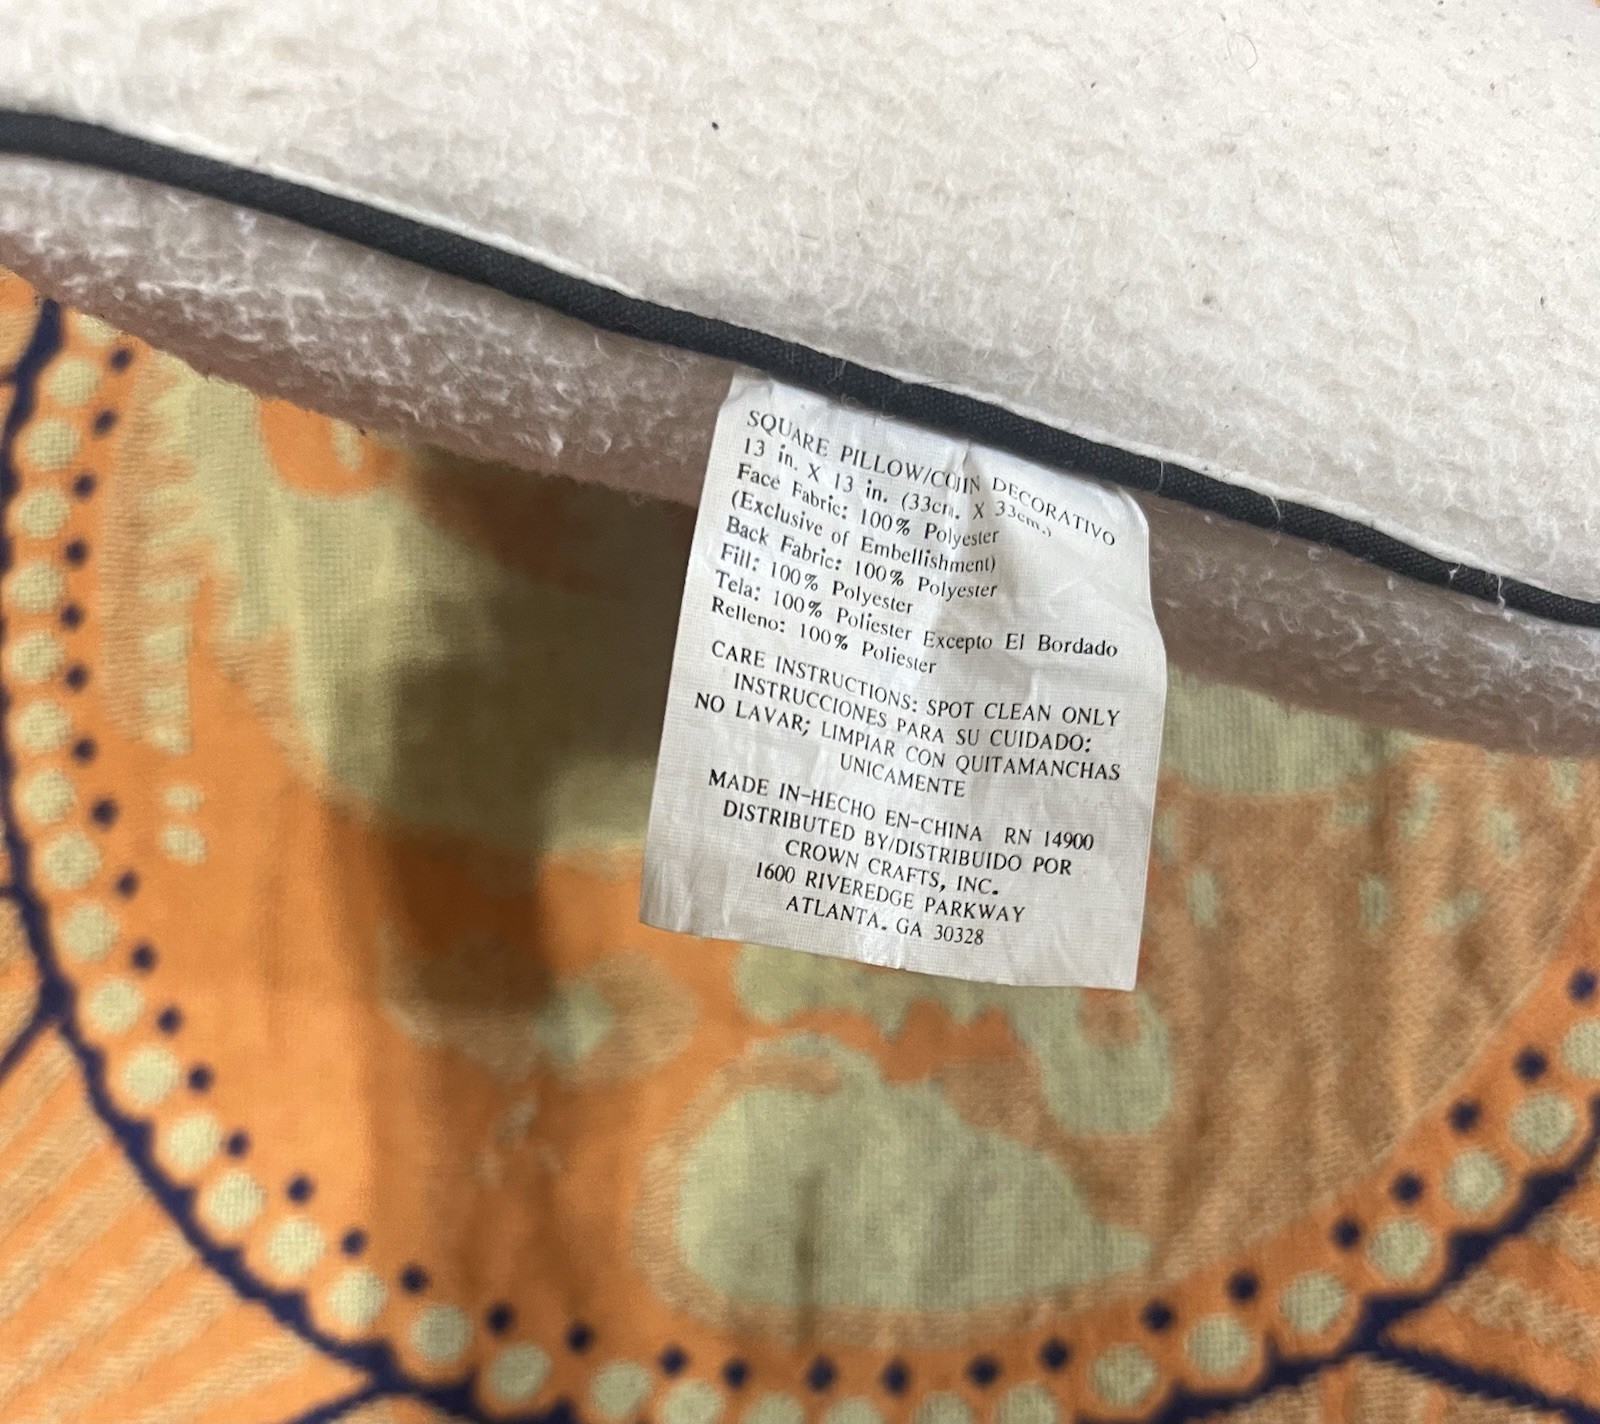 SQUARE PILLOW/COJIN DECORATIVO
13 in. X 13 in. (33cm. X 33cm.)
Face Fabric: 100% Polyester
(Exclusive of Embellishment)
Back Fabric: 100% Polyester
Fill: 100% Polyester
Tela: 100% Poliester Excepto El Bordado
Relleno: 100% Poliester
CARE INSTRUCTIONS: SPOT CLEAN ONLY
INSTRUCCIONES PARA SU CUIDADO:
NO LAVAR; LIMPIAR CON QUITAMANCHAS
UNICAMENTE
MADE IN-HECHO EN-CHINA RN 14900
DISTRIBUTED BY/DISTRIBUIDO POR
CROWN CRAFTS, INC.
1600 RIVEREDGE PARKWAY
ATLANTA. GA 30328